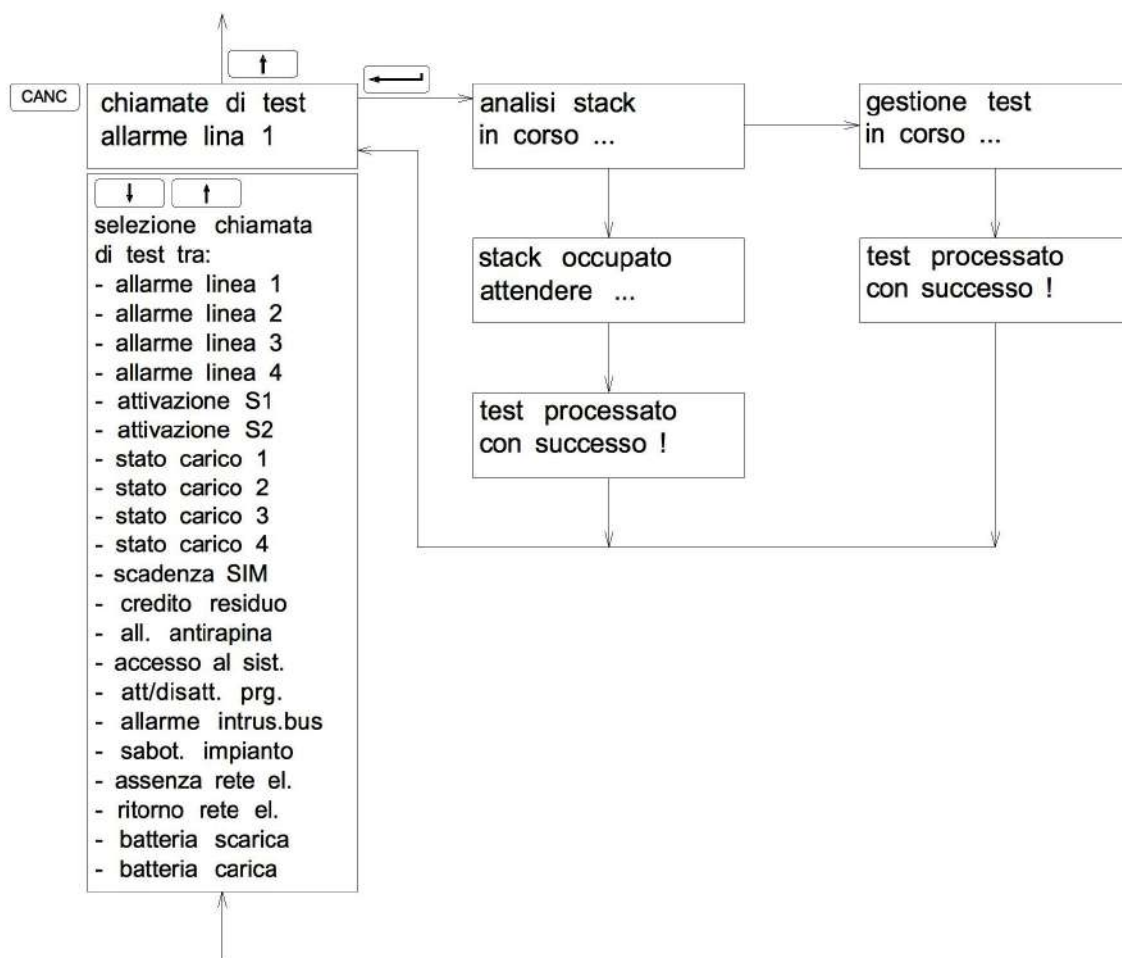 CANC
chiamate di test
allarme lina 1
selezione chiamata
di test tra:
- allarme linea 1
- allarme linea 2
- allarme linea 3
- allarme linea 4
- attivazione S1
- attivazione S2
- stato carico 1
- stato carico 2
- stato carico 3
- stato carico 4
- scadenza SIM
- credito residuo
- all. antirapina
- accesso al sist.
- att/disatt. prg.
- allarme intrus.bus
- sabot. impianto
- assenza rete el.
- ritorno rete el.
- batteria scarica
- batteria carica
analisi stack
in corso ...
stack occupato
attendere ...
test processato
con successo !
gestione test
in corso ...
test processato
con successo !